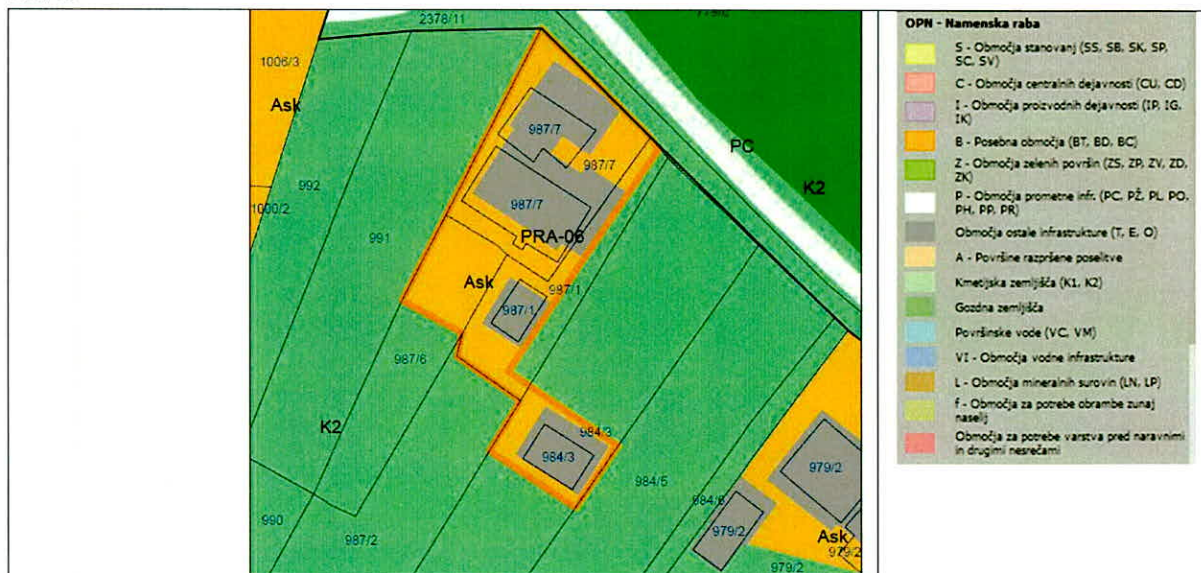 2378/11
1006/3
Ask
992
1000/2
991
987/7
987/7
987/7
PRA-06
Ask
987/1
987/1
987/6
K2
984/3
984/3
984/5
984/6
979/2
979/2
Ask
979/2
979/2
990
987/2
PC
K2
OPN - Namenska raba
S - Območja stanovanj (SS, SB, SK, SP,
SC, SV)
C - Območja centralnih dejavnosti (CU, CD)
I - Območja proizvodnih dejavnosti (IP, IG,
IK)
B - Posebna območja (BT, BD, BC)
Z - Območja zelenih površin (ZS, ZP, ZV, ZD,
ZK)
P - Območja prometne infr. (PC, PŽ, PL, PO,
PH, PP, PR)
Območja ostale infrastrukture (T, E, O)
A - Površine razpršene poselitve
Kmetijska zemljišča (K1, K2)
Gozdna zemljišča
Površinske vode (VC, VM)
VI - Območja vodne infrastrukture
L - Območja mineralnih surovin (LN, LP)
f - Območja za potrebe obrambe zunaj
naselij
Območja za potrebe varstva pred naravnimi
in drugimi nesrečami